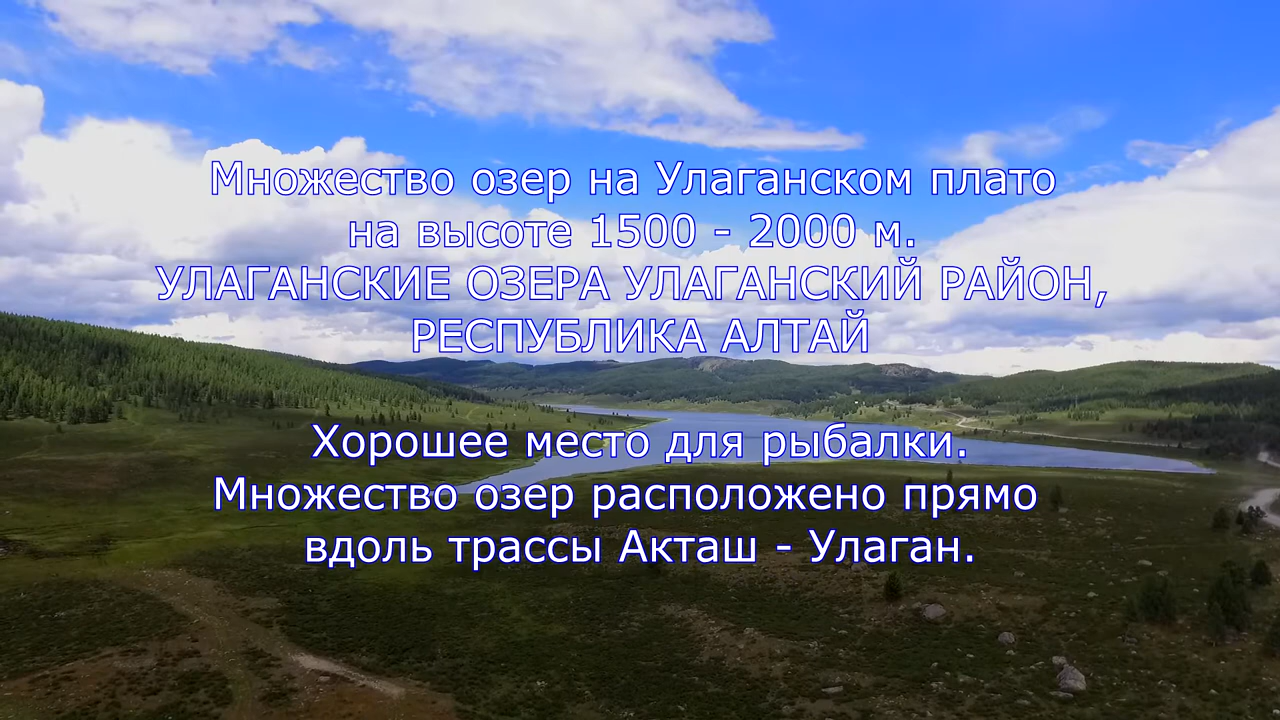 Множество озер на Улаганском плато
на высоте 1500 - 2000 м.
УЛАГАНСКИЕ ОЗЕРА УЛАГАНСКИЙ РАЙОН,
РЕСПУБЛИКА АЛТАЙ
Хорошее место для рыбалки.
Множество озер расположено прямо
вдоль трассы Акташ - Улаган.